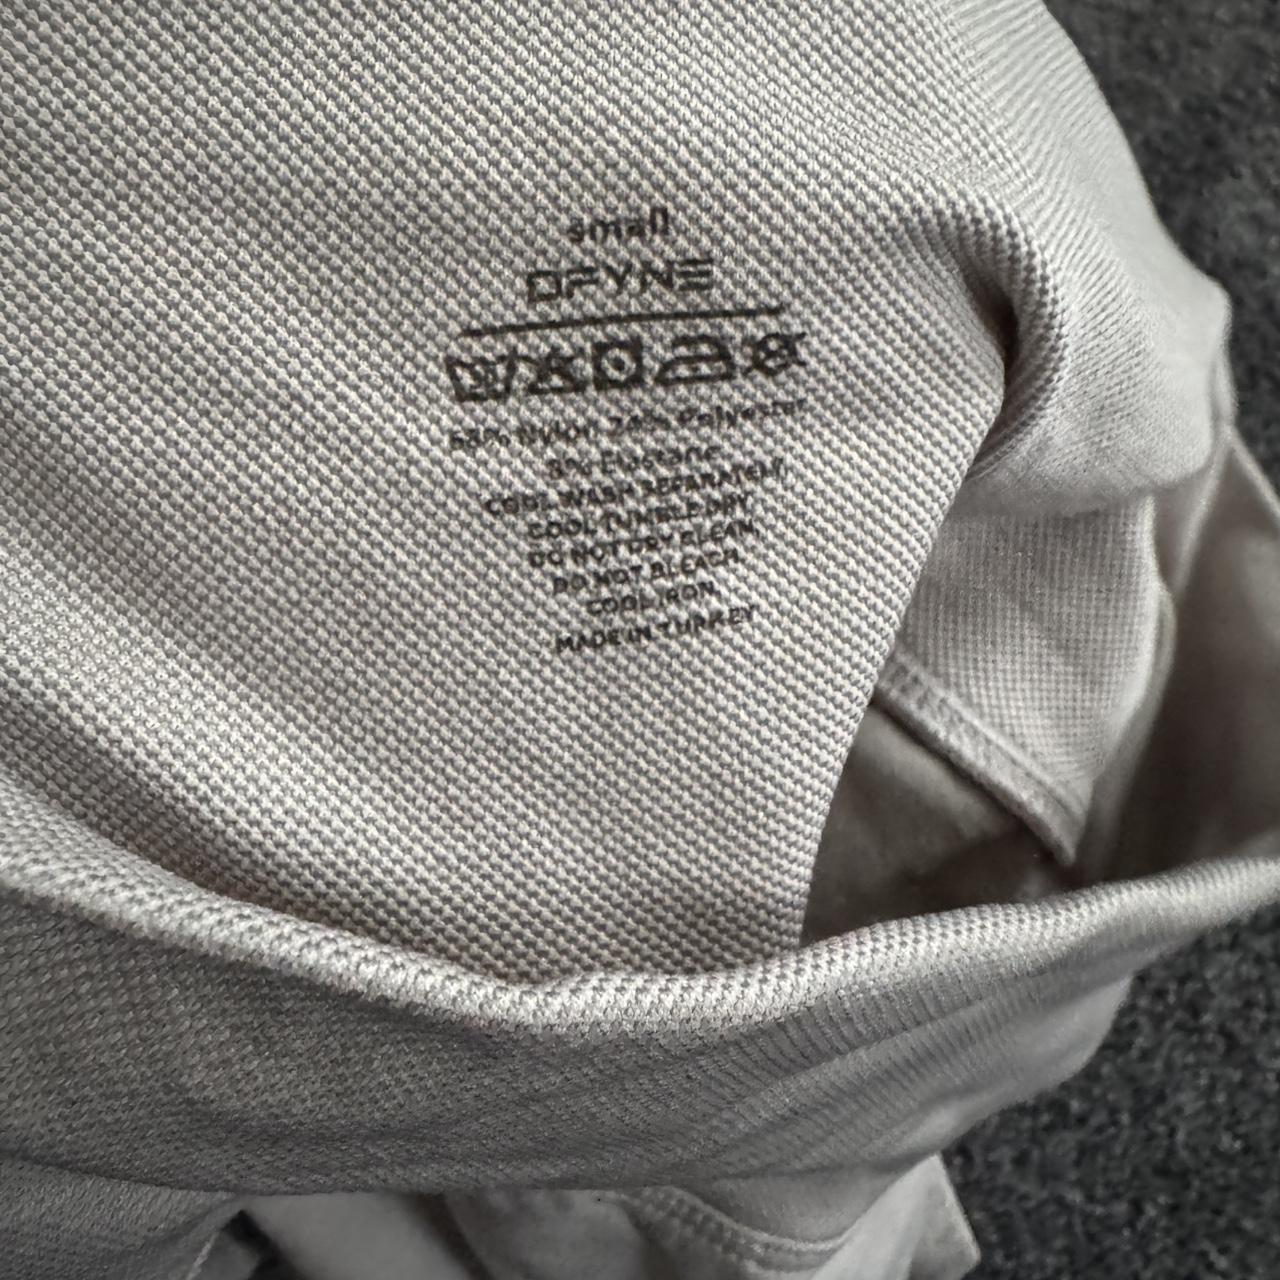 small
DFYNE
68% Nylon 24% Polyester
8% Elastane
COOL WASH SEPARATELY
COOL TUMBLE DRY
DO NOT DRY CLEAN
DO NOT BLEACH
COOL IRON
MADE IN TURKEY